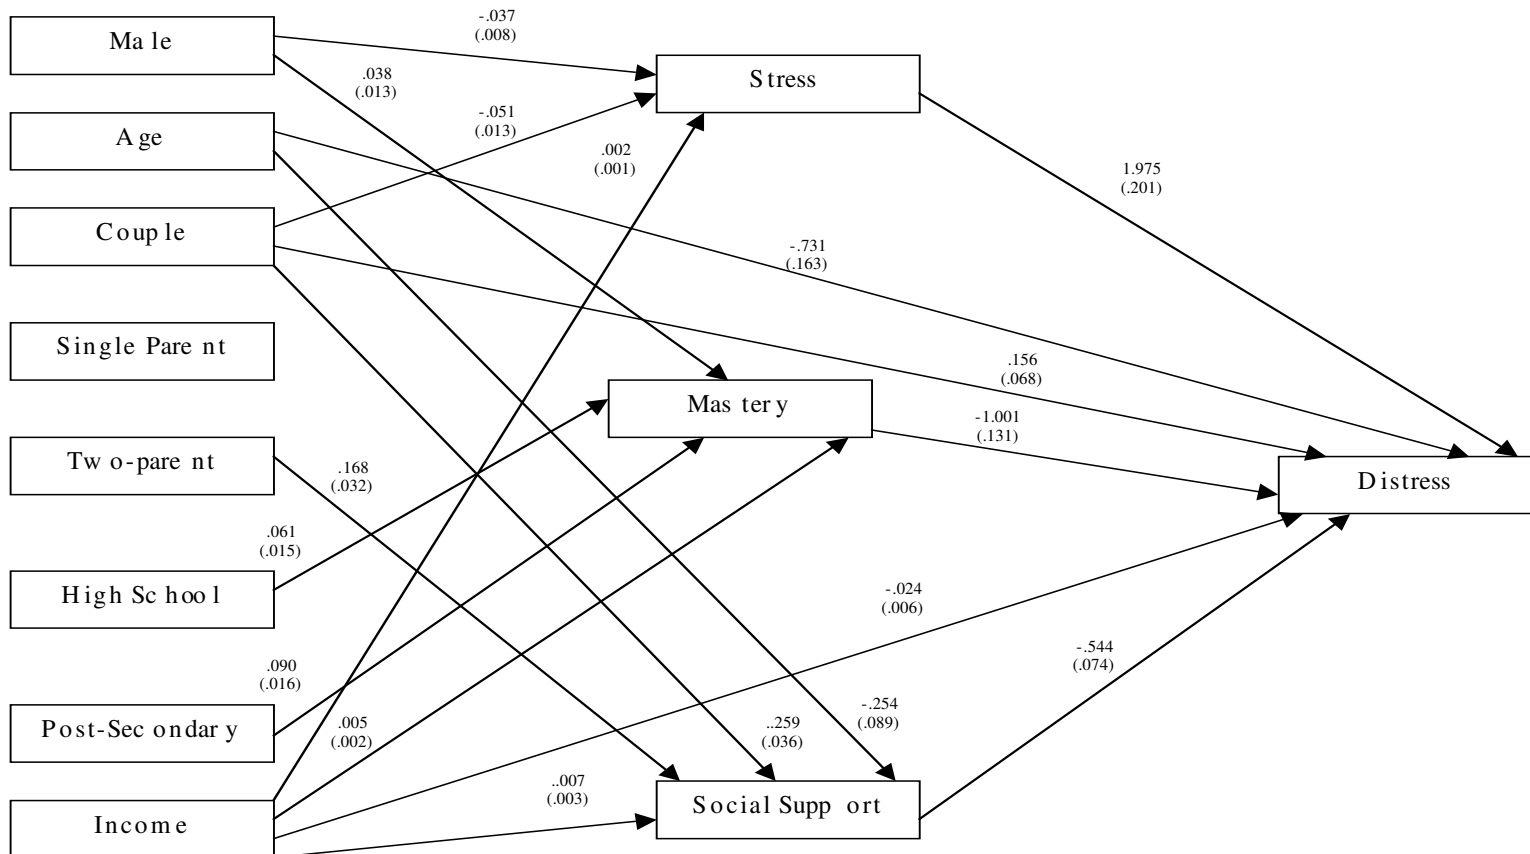 Male
Age
Couple
Single Parent
Two-parent
High School
Post-Secondary
Income
-.037
(.008)
.038
(.013)
-.051
(.013)
.002
(.001)
Stress
1.975
(.201)
-.731
(.163)
.156
(.068)
Mastery
-1.001
(.131)
Distress
.168
(.032)
.061
(.015)
-.024
(.006)
.090
(.016)
-.544
(.074)
.005
(.002)
..259
(.036)
-.254
(.089)
..007
(.003)
Social Support